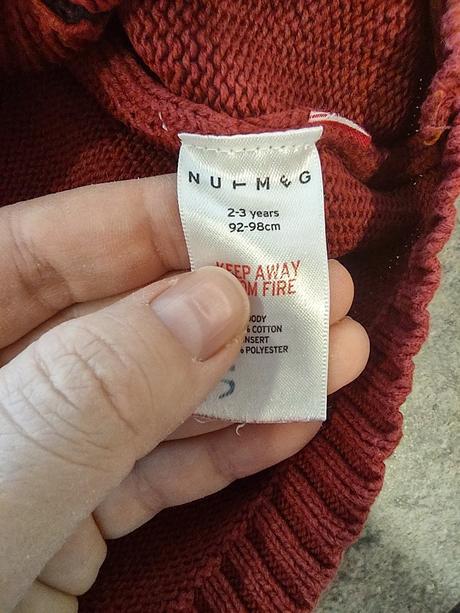 NUTMEG
2-3 years
92-98cm
KEEP AWAY
FIRE
COTTON
POLYESTER